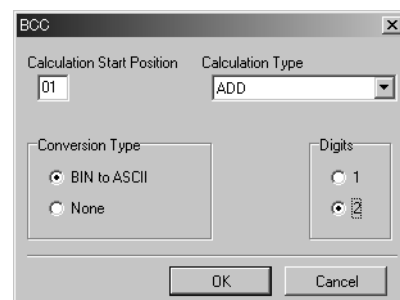 BCC
Calculation Start Position Calculation Type
01 ADD
Conversion Type Digits
BIN to ASCII 1
None 2
OK Cancel